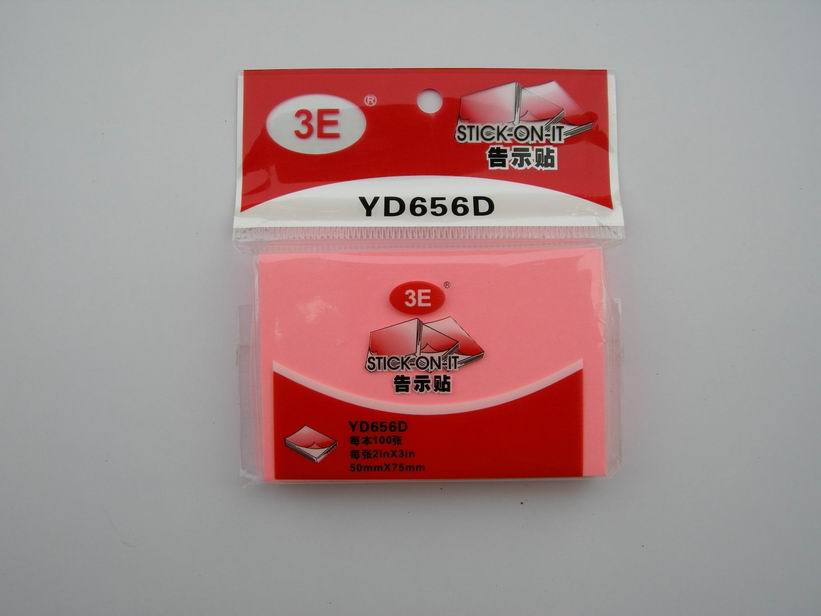 3E ®
STICK-ON-IT
告示贴
YD656D
3E ®
STICK-ON-IT
告示贴
YD656D
每本100张
每张2inX3in
50mmX75mm